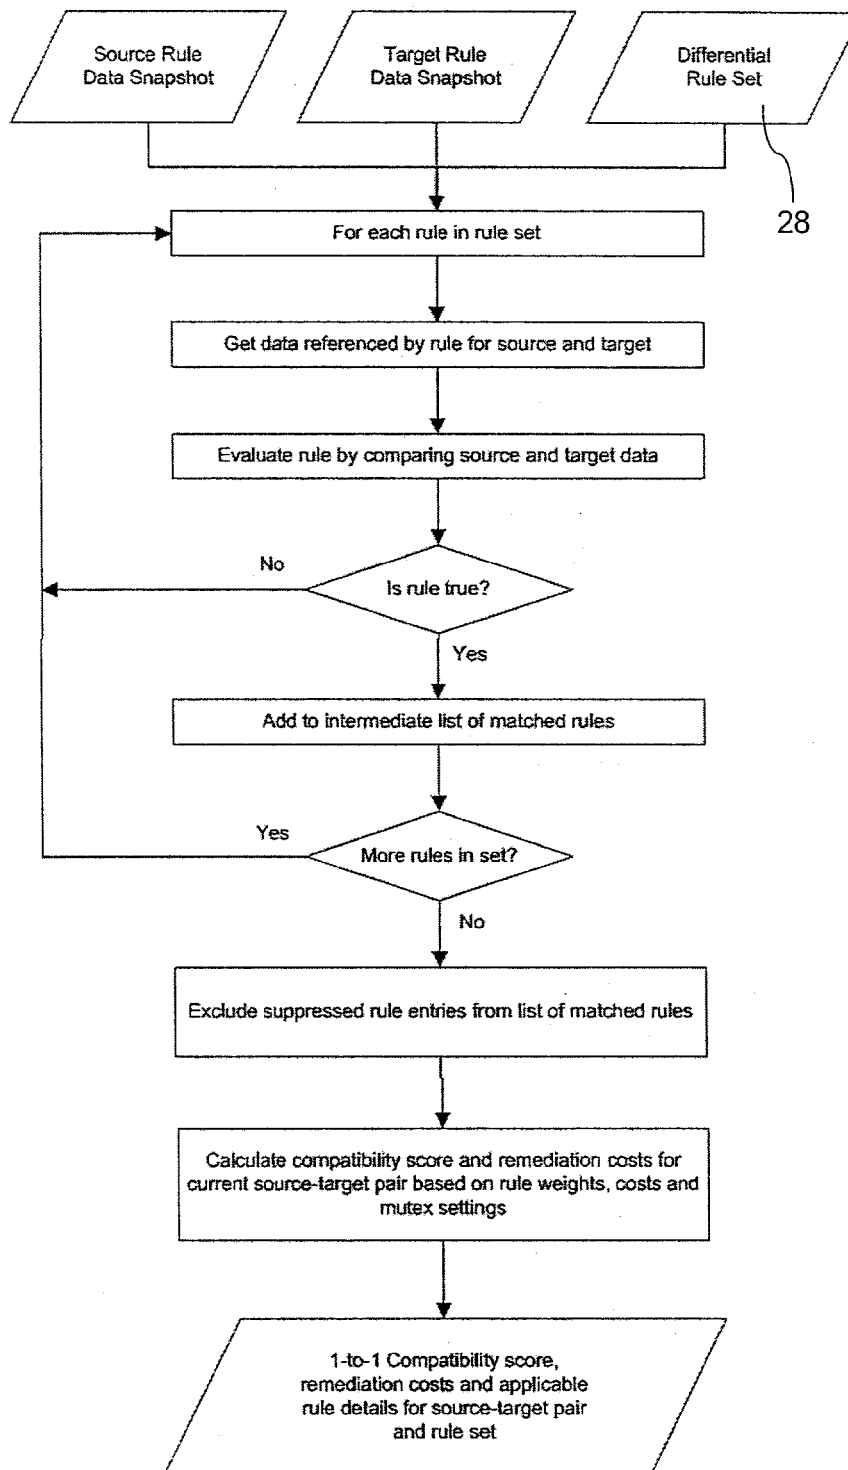 Source Rule
Data Snapshot
Target Rule
Data Snapshot
Differential
Rule Set
28
For each rule in rule set
Get data referenced by rule for source and target
Evaluate rule by comparing source and target data
No
Is rule true?
Yes
Add to intermediate list of matched rules
Yes
More rules in set?
No
Exclude suppressed rule entries from list of matched rules
Calculate compatibility score and remediation costs for
current source-target pair based on rule weights, costs and
mutex settings
1-to-1 Compatibility score,
remediation costs and applicable
rule details for source-target pair
and rule set